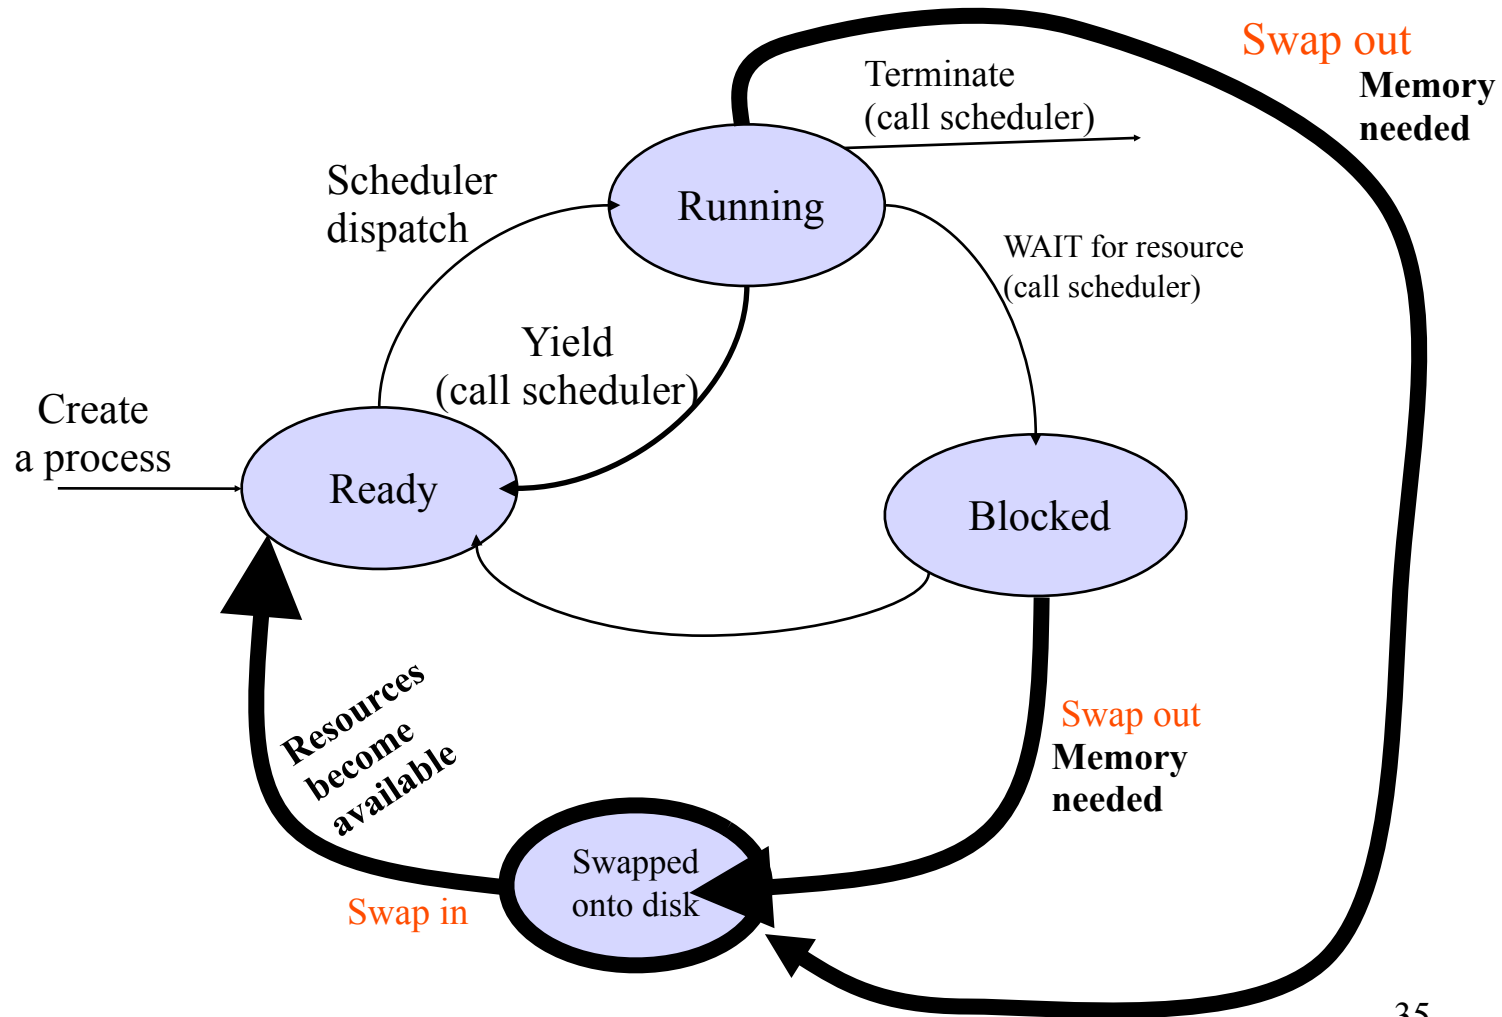 Swap out
Memory
needed
Terminate
(call scheduler)
Scheduler
dispatch
Running
WAIT for resource
(call scheduler)
Yield
(call scheduler)
Create
a process
Ready
Blocked
Resources
become
available
Swap out
Memory
needed
Swapped
onto disk
Swap in
35